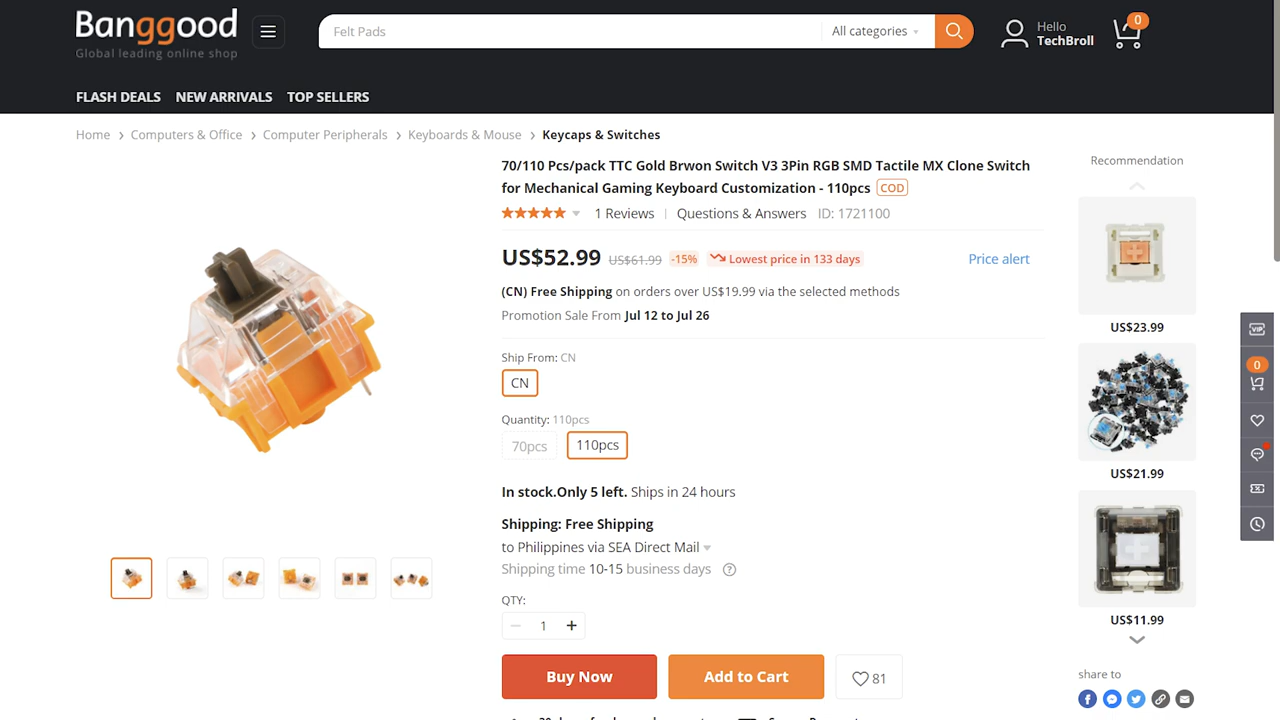 Banggood
Global leading online shop
Felt Pads
All categories
Hello
TechBroll
0
FLASH DEALS NEW ARRIVALS TOP SELLERS
Home > Computers & Office > Computer Peripherals > Keyboards & Mouse > Keycaps & Switches
70/110 Pcs/pack TTC Gold Brwon Switch V3 3Pin RGB SMD Tactile MX Clone Switch
for Mechanical Gaming Keyboard Customization - 110pcs COD
1 Reviews | Questions & Answers ID: 1721100
US$52.99 US$61.99 -15% Lowest price in 133 days Price alert
(CN) Free Shipping on orders over US$19.99 via the selected methods
Promotion Sale From Jul 12 to Jul 26
Ship From: CN
CN
Quantity: 110pcs
70pcs 110pcs
In stock.Only 5 left. Ships in 24 hours
Shipping: Free Shipping
to Philippines via SEA Direct Mail
Shipping time 10-15 business days ?
QTY:
− 1 +
Buy Now Add to Cart 81
Recommendation
US$23.99
US$21.99
US$11.99
share to
VIP
0